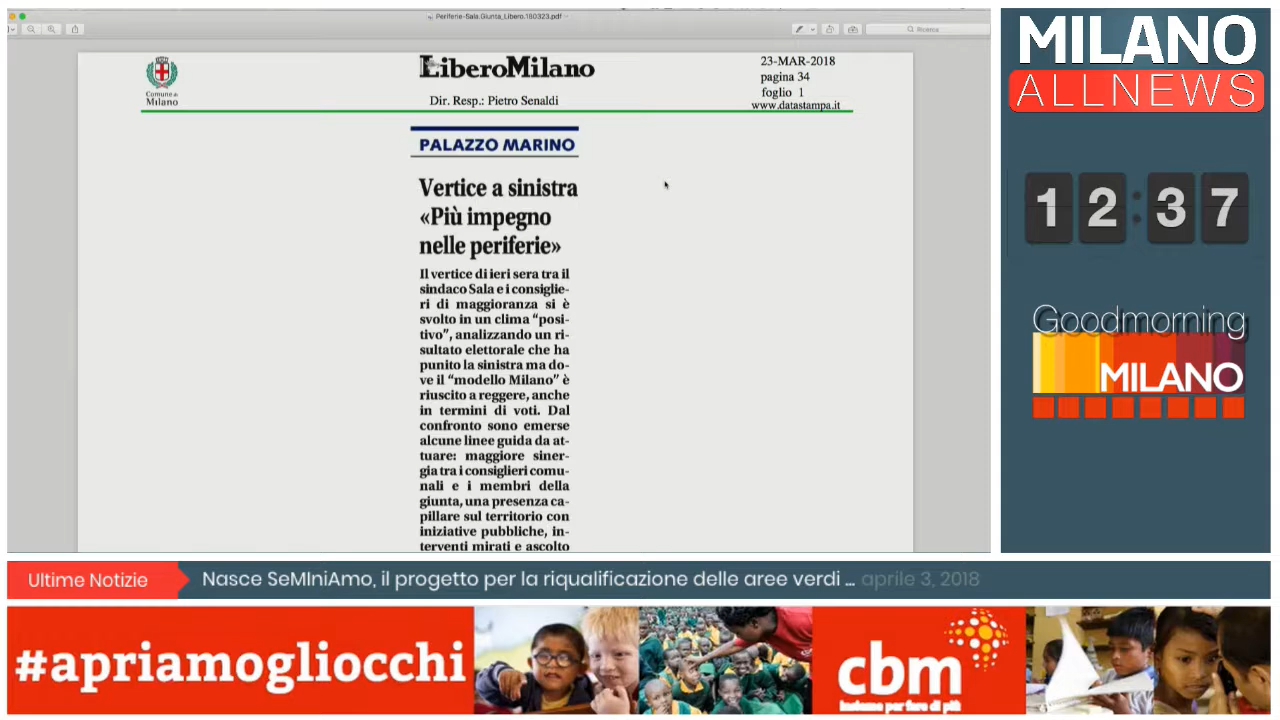 Periferie-Sala.Giunta_Libero.180323.pdf
Ricerca
Comune di
Milano
LiberoMilano
Dir. Resp.: Pietro Senaldi
23-MAR-2018
pagina 34
foglio 1
www.datastampa.it
PALAZZO MARINO
Vertice a sinistra
«Più impegno
nelle periferie»
Il vertice di ieri sera tra il
sindaco Sala e i consiglie-
ri di maggioranza si è
svolto in un clima “posi-
tivo”, analizzando un ri-
sultato elettorale che ha
punito la sinistra ma do-
ve il “modello Milano” è
riuscito a reggere, anche
in termini di voti. Dal
confronto sono emerse
alcune linee guida da at-
tuare: maggiore siner-
gia tra i consiglieri comu-
nali e i membri della
giunta, una presenza ca-
pillare sul territorio con
iniziative pubbliche, in-
terventi mirati e ascolto
MILANO
ALLNEWS
12:37
Goodmorning
MILANO
Ultime Notizie
Nasce SeMIniAmo, il progetto per la riqualificazione delle aree verdi ... aprile 3, 2018
#apriamogliocchi
cbm
insieme per fare di più